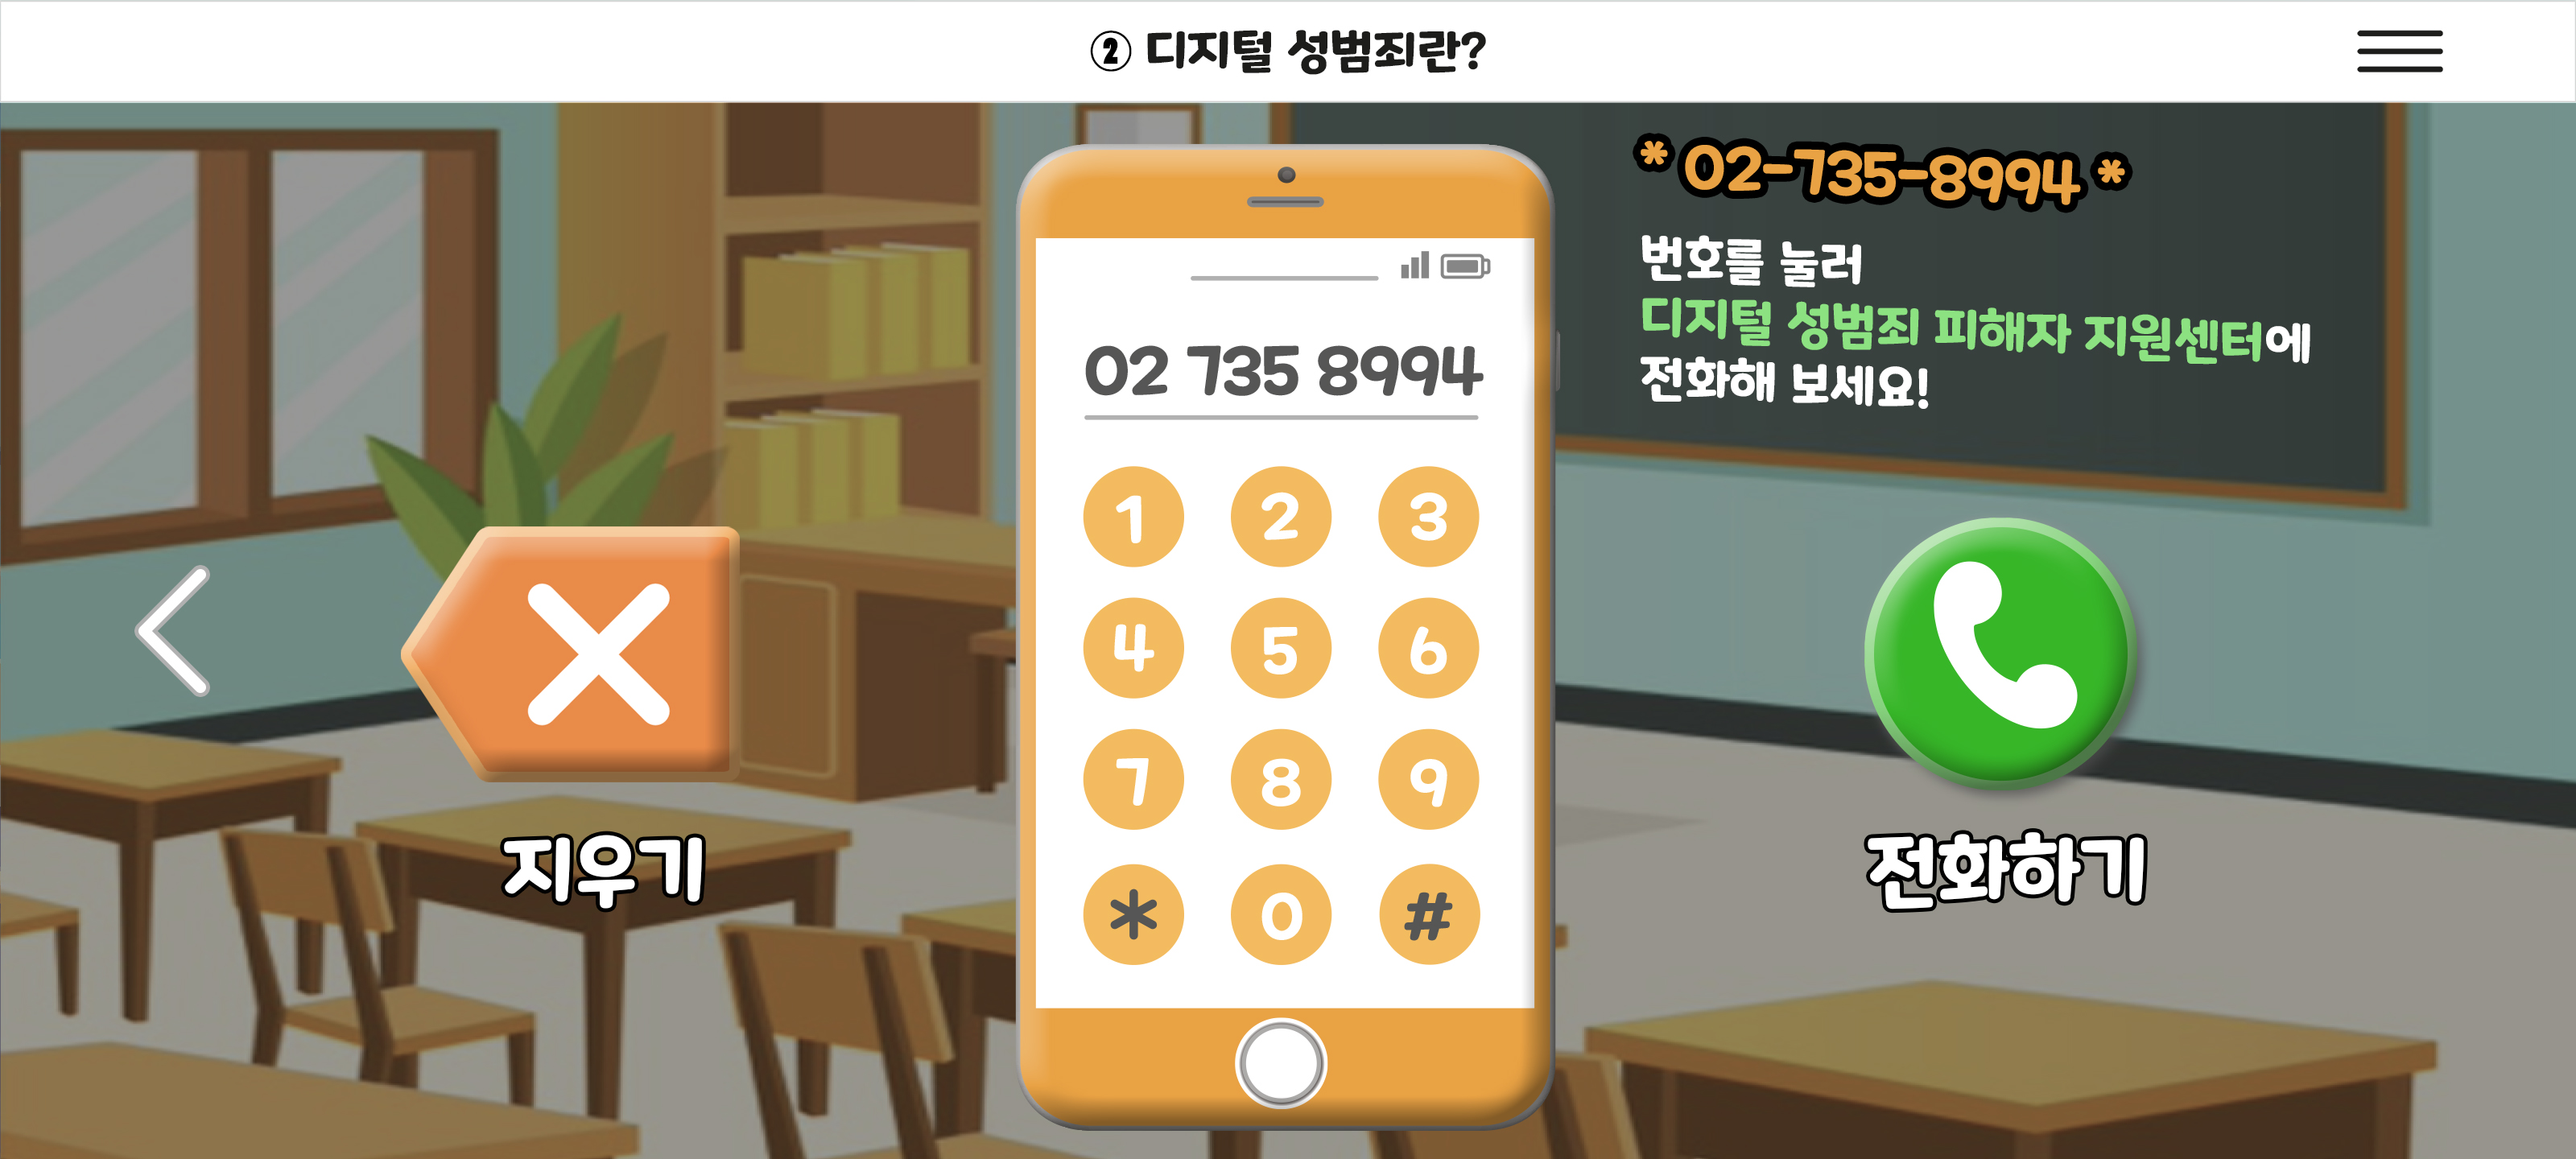 ② 디지털 성범죄란?
* 02-735-8994 *
번호를 눌러
디지털 성범죄 피해자 지원센터에
전화해 보세요!
02 735 8994
1 2 3
4 5 6
7 8 9
* 0 #
지우기
전화하기